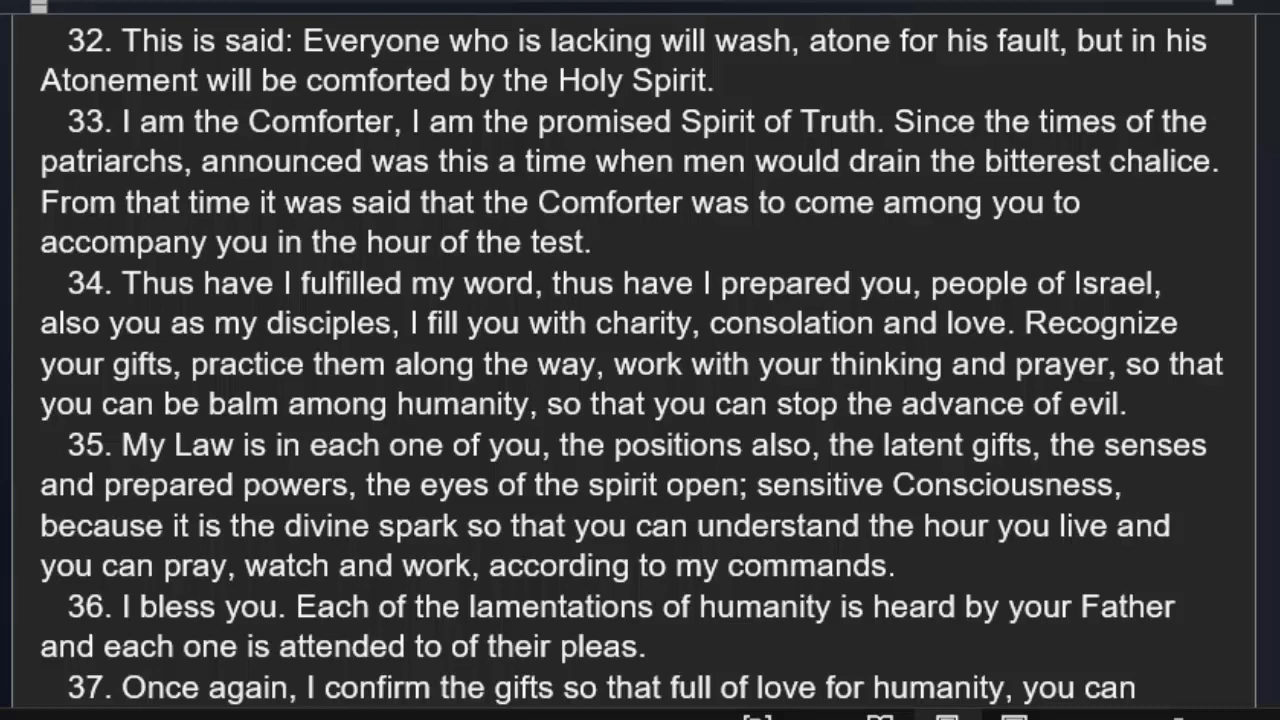 32. This is said: Everyone who is lacking will wash, atone for his fault, but in his
Atonement will be comforted by the Holy Spirit.
33. I am the Comforter, I am the promised Spirit of Truth. Since the times of the
patriarchs, announced was this a time when men would drain the bitterest chalice.
From that time it was said that the Comforter was to come among you to
accompany you in the hour of the test.
34. Thus have I fulfilled my word, thus have I prepared you, people of Israel,
also you as my disciples, I fill you with charity, consolation and love. Recognize
your gifts, practice them along the way, work with your thinking and prayer, so that
you can be balm among humanity, so that you can stop the advance of evil.
35. My Law is in each one of you, the positions also, the latent gifts, the senses
and prepared powers, the eyes of the spirit open; sensitive Consciousness,
because it is the divine spark so that you can understand the hour you live and
you can pray, watch and work, according to my commands.
36. I bless you. Each of the lamentations of humanity is heard by your Father
and each one is attended to of their pleas.
37. Once again, I confirm the gifts so that full of love for humanity, you can